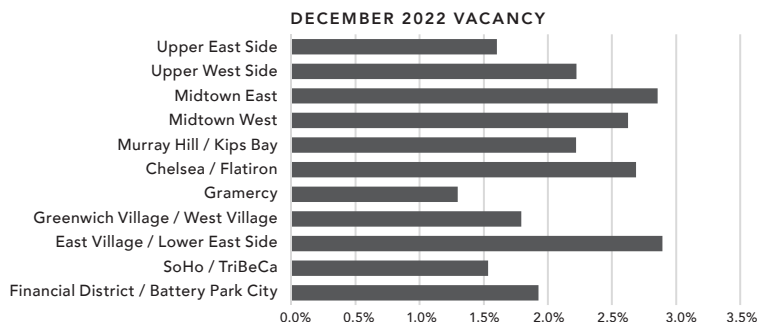 DECEMBER 2022 VACANCY
Upper East Side
Upper West Side
Midtown East
Midtown West
Murray Hill / Kips Bay
Chelsea / Flatiron
Gramercy
Greenwich Village / West Village
East Village / Lower East Side
SoHo / TriBeCa
Financial District / Battery Park City
0.0% 0.5% 1.0% 1.5% 2.0% 2.5% 3.0% 3.5%